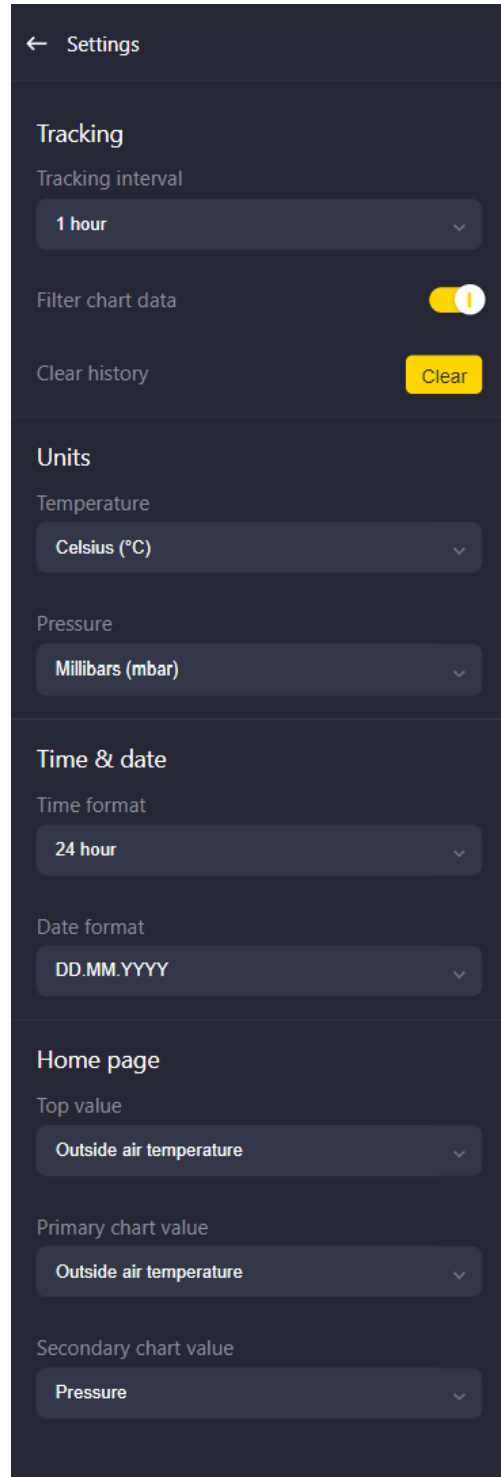 Settings
Tracking
Tracking interval
1 hour
Filter chart data
Clear history
Clear
Units
Temperature
Celsius (°C)
Pressure
Millibars (mbar)
Time & date
Time format
24 hour
Date format
DD.MM.YYYY
Home page
Top value
Outside air temperature
Primary chart value
Outside air temperature
Secondary chart value
Pressure